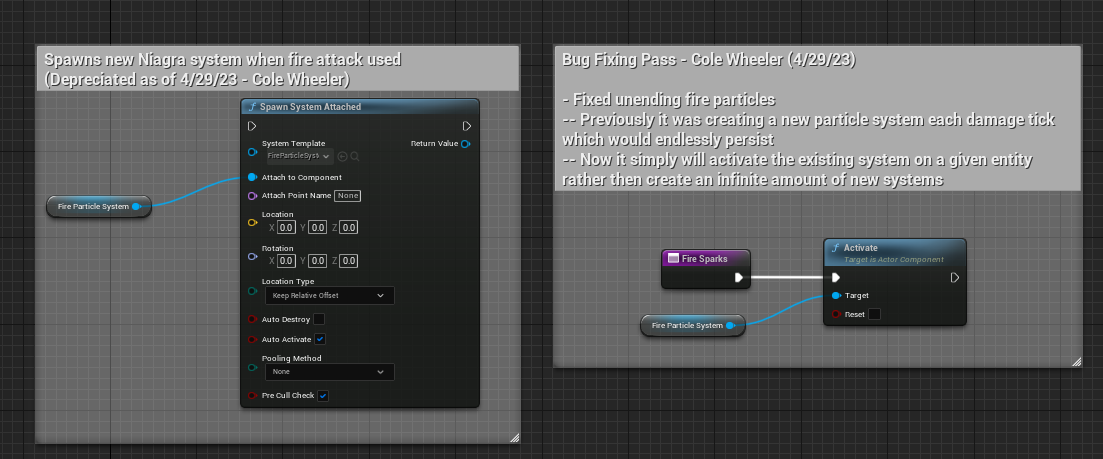 Spawns new Niagra system when fire attack used
(Depreciated as of 4/29/23 - Cole Wheeler)
f Spawn System Attached
System Template
FireParticleSyst
Return Value
Attach to Component
Attach Point Name None
Fire Particle System
Location
X 0.0 Y 0.0 Z 0.0
Rotation
X 0.0 Y 0.0 Z 0.0
Location Type
Keep Relative Offset
Auto Destroy
Auto Activate
Pooling Method
None
Pre Cull Check
Bug Fixing Pass - Cole Wheeler (4/29/23)
- Fixed unending fire particles
-- Previously it was creating a new particle system each damage tick
which would endlessly persist
-- Now it simply will activate the existing system on a given entity
rather then create an infinite amount of new systems
Fire Sparks
f Activate
Target is Actor Component
Target
Reset
Fire Particle System